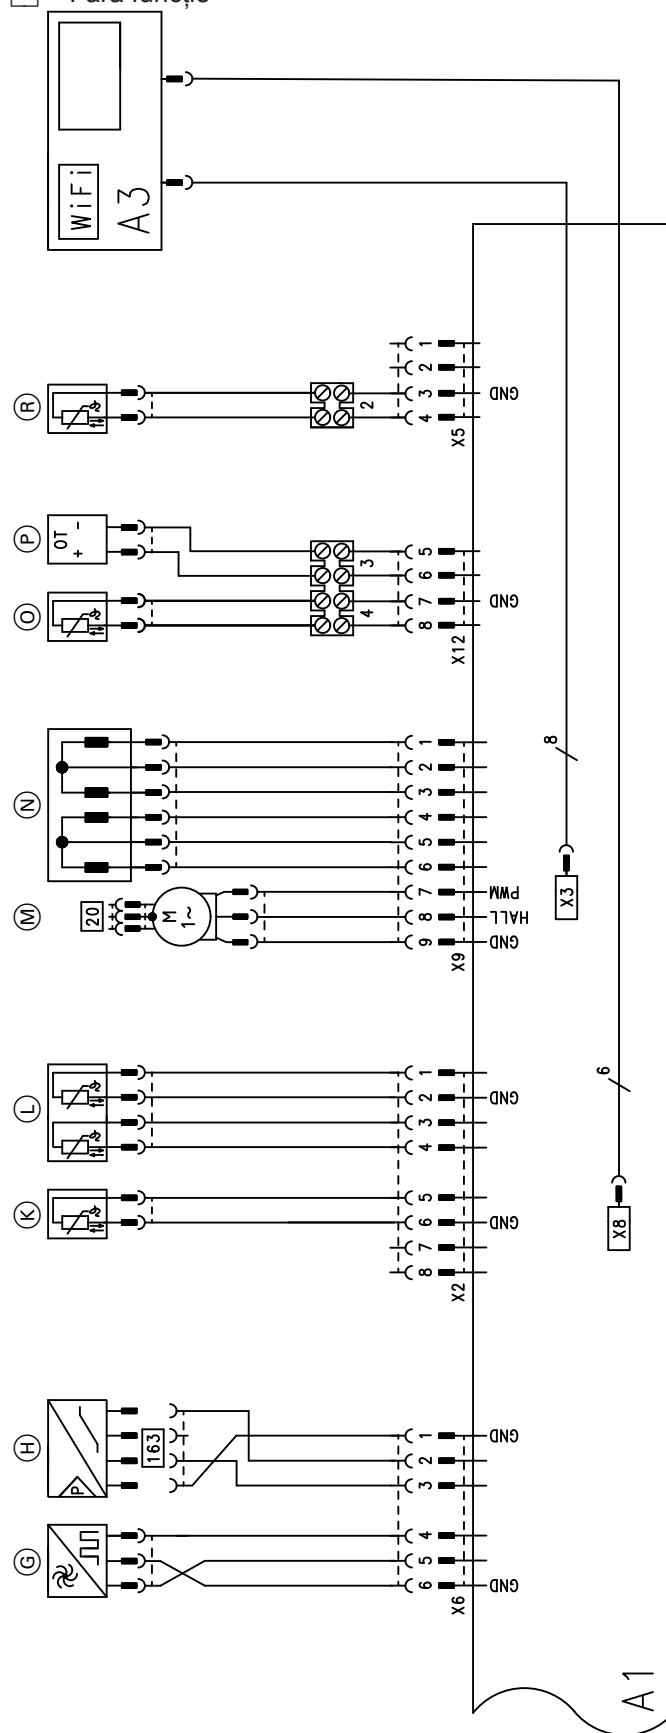 Fără funcție
WiFi
A3
R
1
2
3 GND
4
2
X5
P
OT
+ -
O
3
4
5
6
7 GND
8
X12
N
1
2
3
4
5
6
7 PWM
8 HALL
9 GND
X9
M
20
M
1~
8
X3
L
1
2 GND
3
4
K
5
6 GND
7
8
X2
6
X8
H
P
163
1 GND
2
3
G
4
5
6 GND
X6
A1